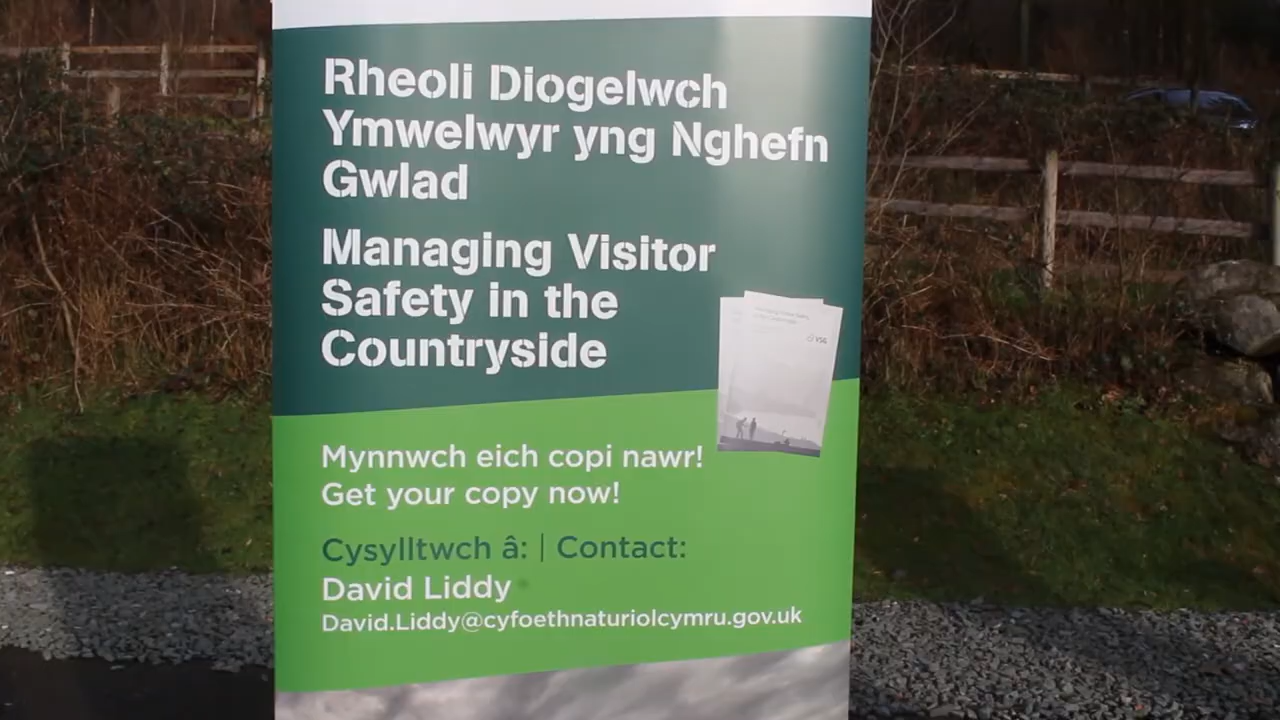 Rheoli Diogelwch
Ymwelwyr yng Nghefn
Gwlad
Managing Visitor
Safety in the
Countryside
VSG
Mynnwch eich copi nawr!
Get your copy now!
Cysylltwch â: | Contact:
David Liddy
David.Liddy@cyfoethnaturiolcymru.gov.uk